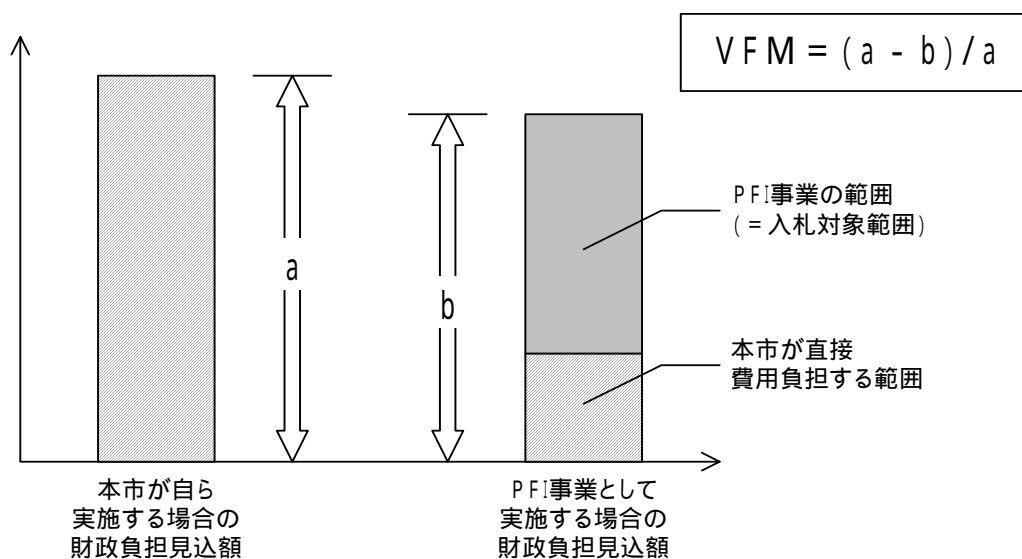 VFM=(a-b)/a
a
b
PFI事業の範囲
(=入札対象範囲)
本市が直接
費用負担する範囲
本市が自ら
実施する場合の
財政負担見込額
PFI事業として
実施する場合の
財政負担見込額